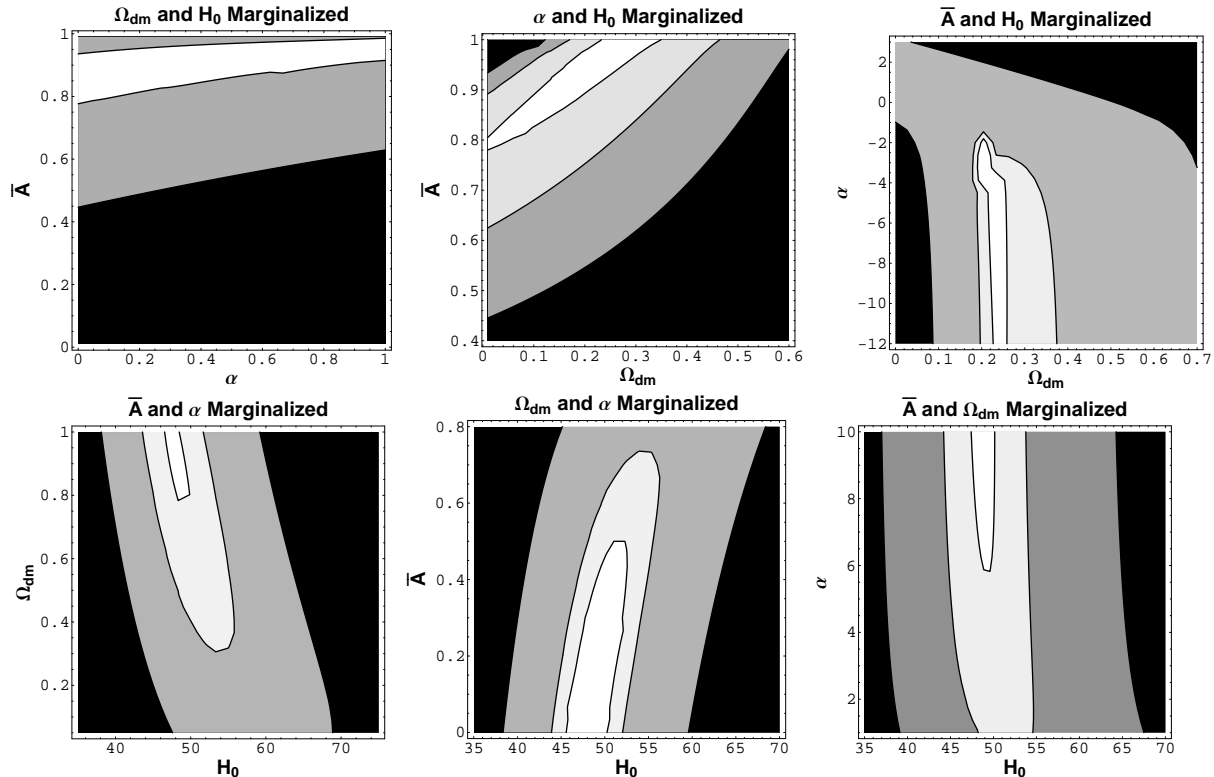 Ωdm and H0 Marginalized
1
0.8
0.6
0.4
0.2
0
A̅
0 0.2 0.4 0.6 0.8 1
α
α and H0 Marginalized
1
0.9
0.8
0.7
0.6
0.5
0.4
A̅
0 0.1 0.2 0.3 0.4 0.5 0.6
Ωdm
A̅ and H0 Marginalized
2
0
-2
-4
-6
-8
-10
-12
α
0 0.1 0.2 0.3 0.4 0.5 0.6 0.7
Ωdm
A̅ and α Marginalized
1
0.8
0.6
0.4
0.2
Ωdm
40 50 60 70
H0
Ωdm and α Marginalized
0.8
0.6
0.4
0.2
0
A̅
35 40 45 50 55 60 65 70
H0
A̅ and Ωdm Marginalized
10
8
6
4
2
α
35 40 45 50 55 60 65 70
H0